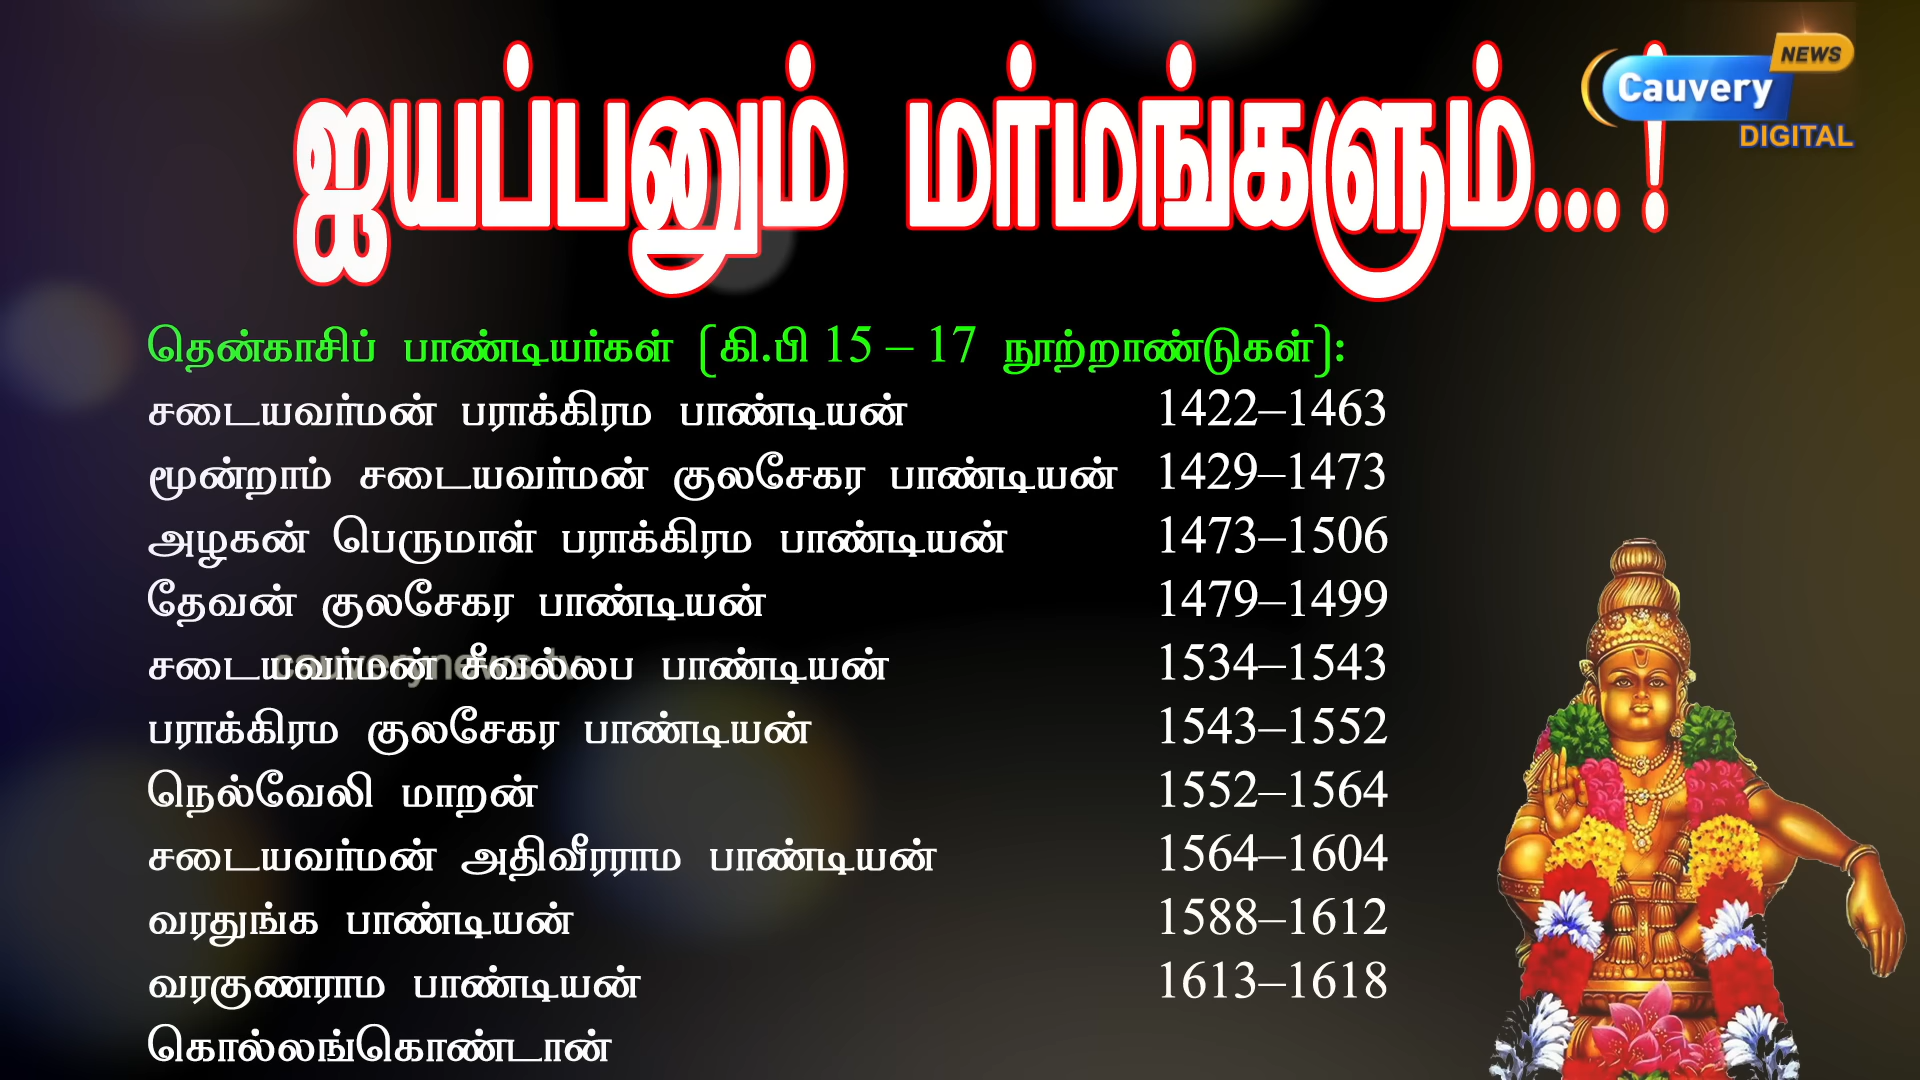 ஐயப்பனும் மர்மங்களும்...!
Cauvery NEWS
DIGITAL
தென்காசிப் பாண்டியர்கள் (கி.பி 15 – 17 நூற்றாண்டுகள்):
சடையவர்மன் பராக்கிரம பாண்டியன் 1422–1463
மூன்றாம் சடையவர்மன் குலசேகர பாண்டியன் 1429–1473
அழகன் பெருமாள் பராக்கிரம பாண்டியன் 1473–1506
தேவன் குலசேகர பாண்டியன் 1479–1499
சடையவர்மன் சீவல்லப பாண்டியன் 1534–1543
cauverynews.tv
பராக்கிரம குலசேகர பாண்டியன் 1543–1552
நெல்வேலி மாறன் 1552–1564
சடையவர்மன் அதிவீரராம பாண்டியன் 1564–1604
வரதுங்க பாண்டியன் 1588–1612
வரகுணராம பாண்டியன் 1613–1618
கொல்லங்கொண்டான்